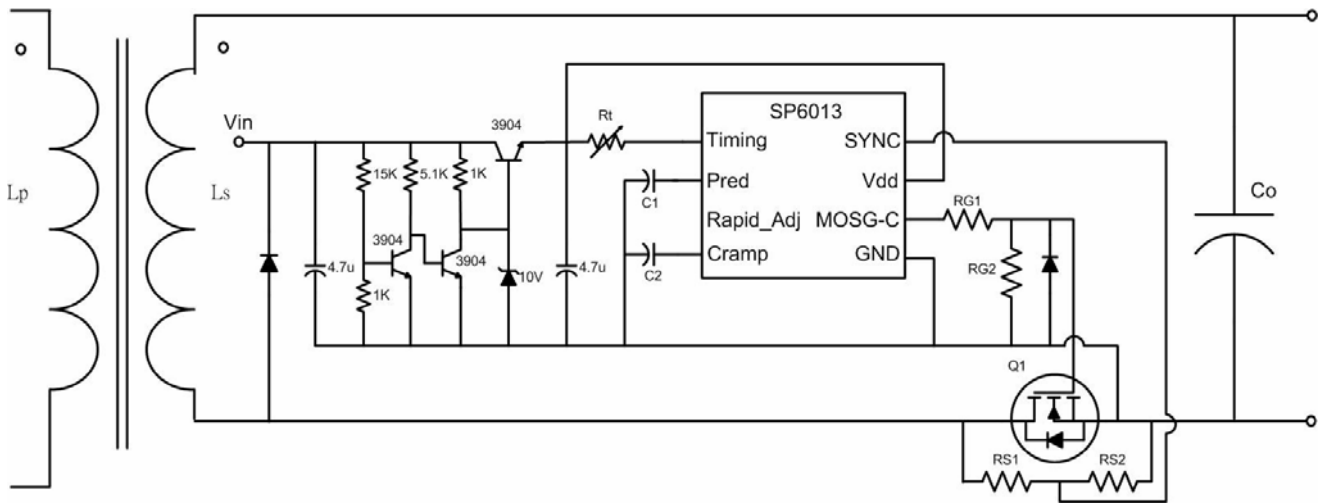 SP6013
Vin
3904
Rt
Timing
SYNC
15K
5.1K
1K
Pred
Vdd
C1
Co
Lp
Ls
RG1
Rapid_Adj
MOSG-C
3904
3904
Cramp
GND
RG2
4.7u
10V
4.7u
C2
1K
Q1
RS1
RS2